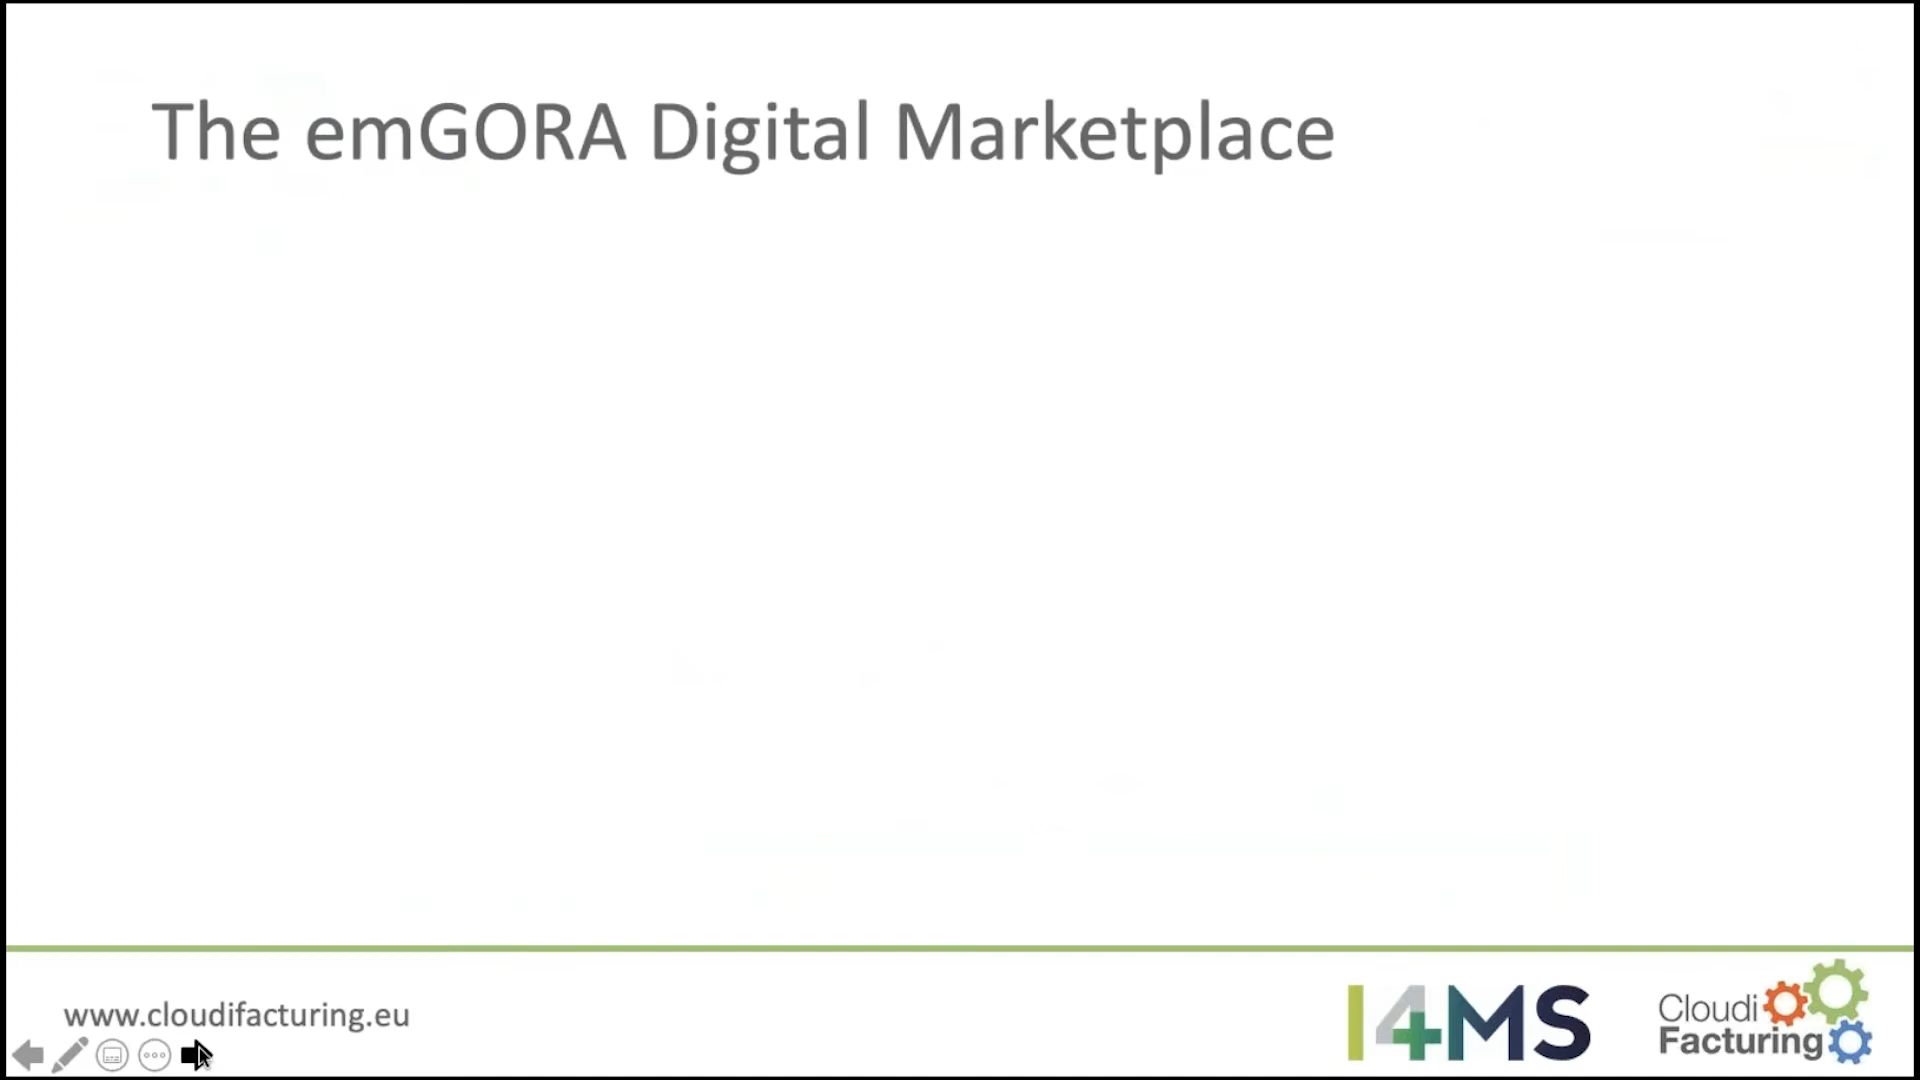 The emGORA Digital Marketplace
www.cloudifacturing.eu
I4MS
Cloudi
Facturing